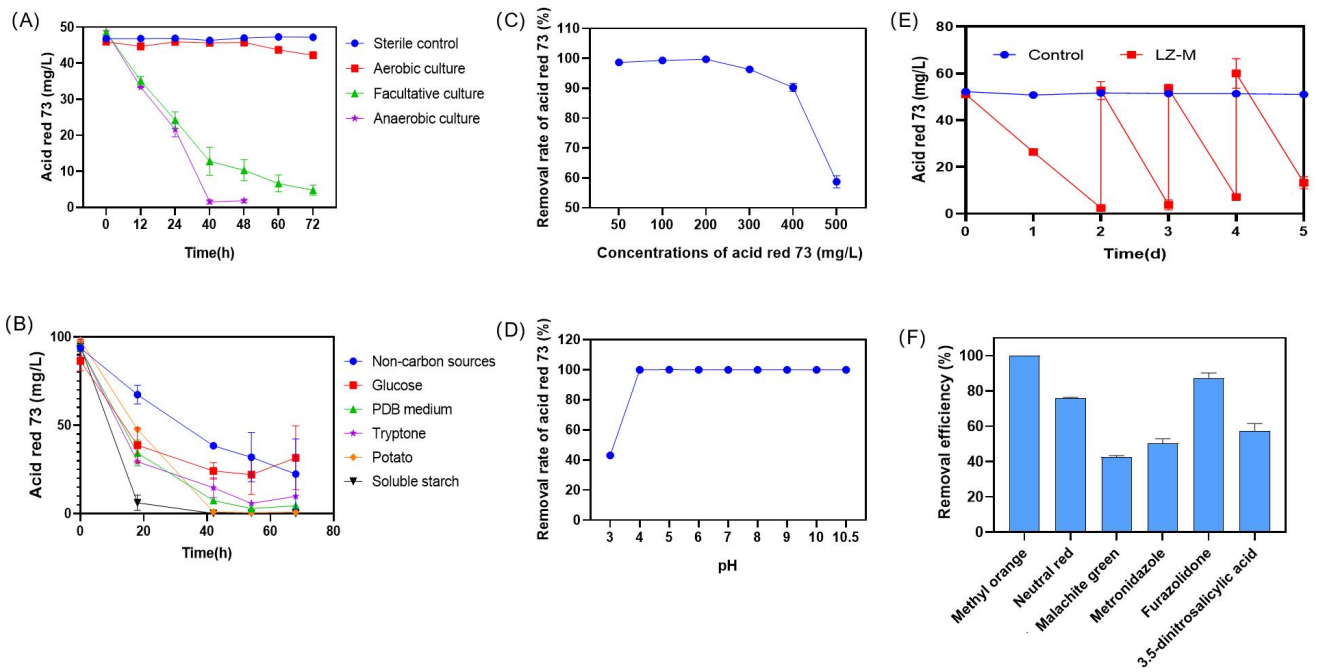 (A)
Acid red 73 (mg/L)
50
40
30
20
10
0
0 12 24 40 48 60 72
Time(h)
Sterile control
Aerobic culture
Facultative culture
Anaerobic culture
(B)
Acid red 73 (mg/L)
100
50
0
0 20 40 60 80
Time(h)
Non-carbon sources
Glucose
PDB medium
Tryptone
Potato
Soluble starch
(C)
Removal rate of acid red 73 (%)
110
100
90
80
70
60
50
50 100 200 300 400 500
Concentrations of acid red 73 (mg/L)
(D)
Removal rate of acid red 73 (%)
120
100
80
60
40
20
0
3 4 5 6 7 8 9 10 10.5
pH
(E)
Acid red 73 (mg/L)
80
60
40
20
0
Control LZ-M
0 1 2 3 4 5
Time(d)
(F)
Removal efficiency (%)
100
80
60
40
20
0
Methyl orange
Neutral red
Malachite green
Metronidazole
Furazolidone
3.5-dinitrosalicylic acid